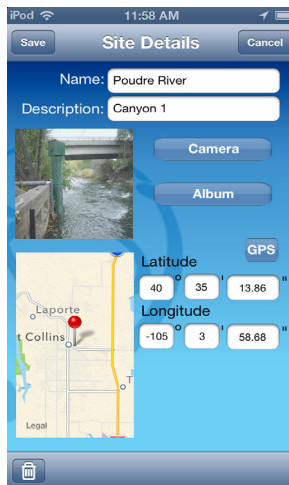 iPod 11:58 AM
Save Site Details Cancel
Name: Poudre River
Description: Canyon 1
Camera
Album
GPS
Latitude
40 ° 35 ' 13.86 "
Longitude
-105 ° 3 ' 58.68 "
Laporte
t Collins
T
Legal